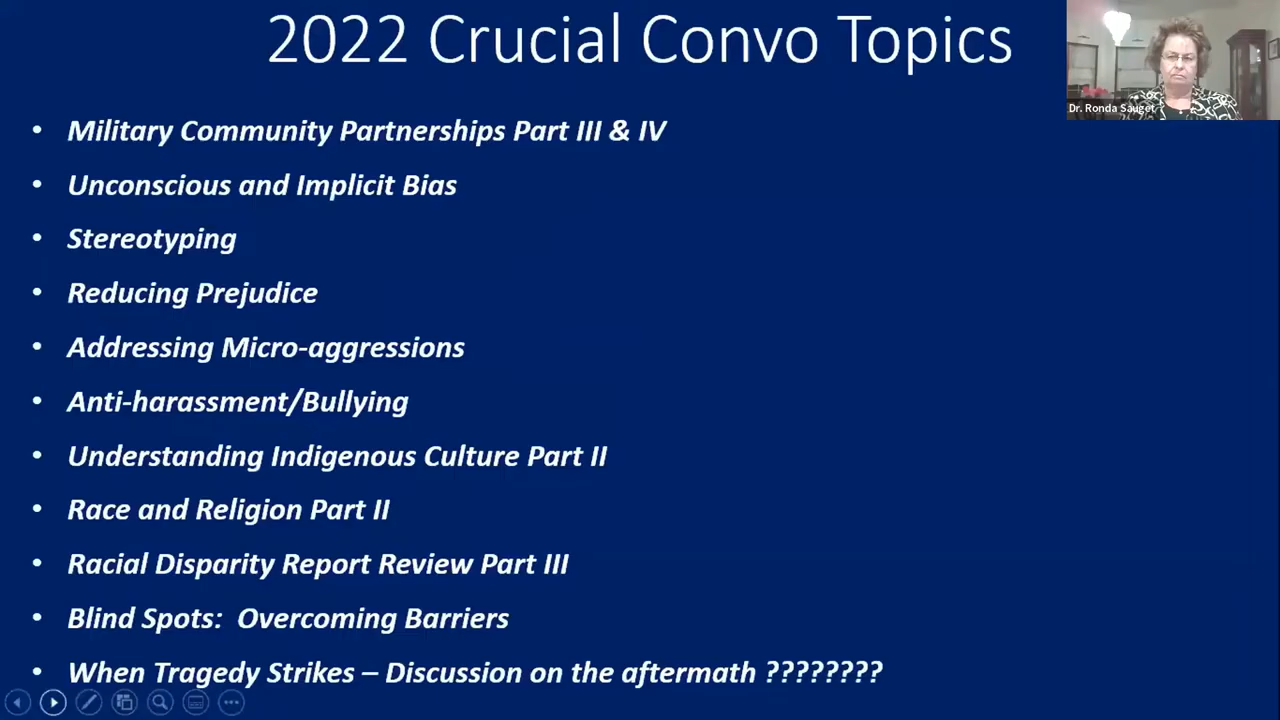 2022 Crucial Convo Topics
Dr. Ronda Sauget
• Military Community Partnerships Part III & IV
• Unconscious and Implicit Bias
• Stereotyping
• Reducing Prejudice
• Addressing Micro-aggressions
• Anti-harassment/Bullying
• Understanding Indigenous Culture Part II
• Race and Religion Part II
• Racial Disparity Report Review Part III
• Blind Spots:  Overcoming Barriers
• When Tragedy Strikes – Discussion on the aftermath ????????